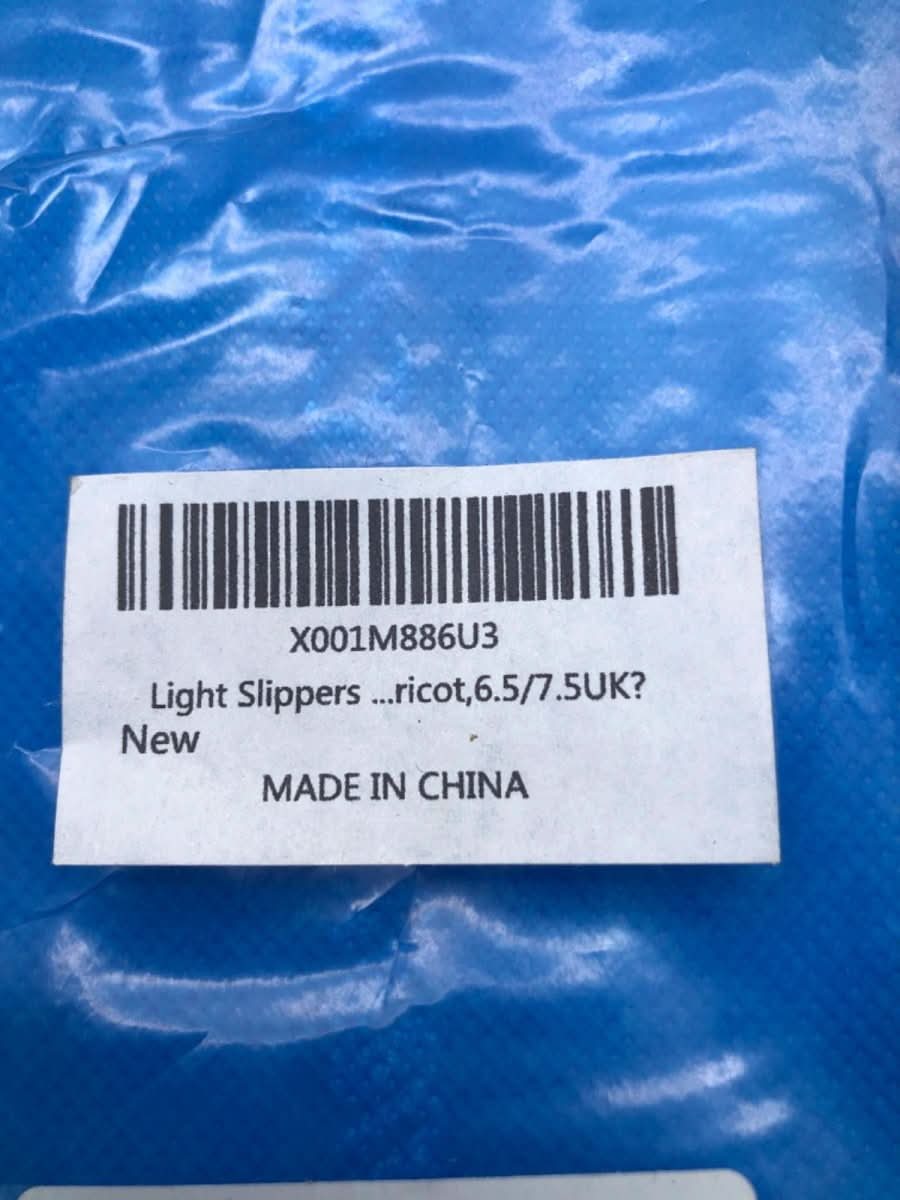 X001M886U3
Light Slippers ...ricot,6.5/7.5UK?
New
MADE IN CHINA